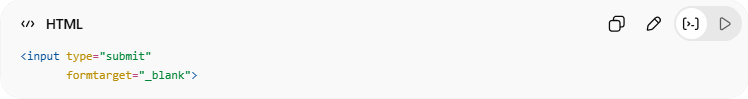 HTML
<input type="submit"
formtarget="_blank">